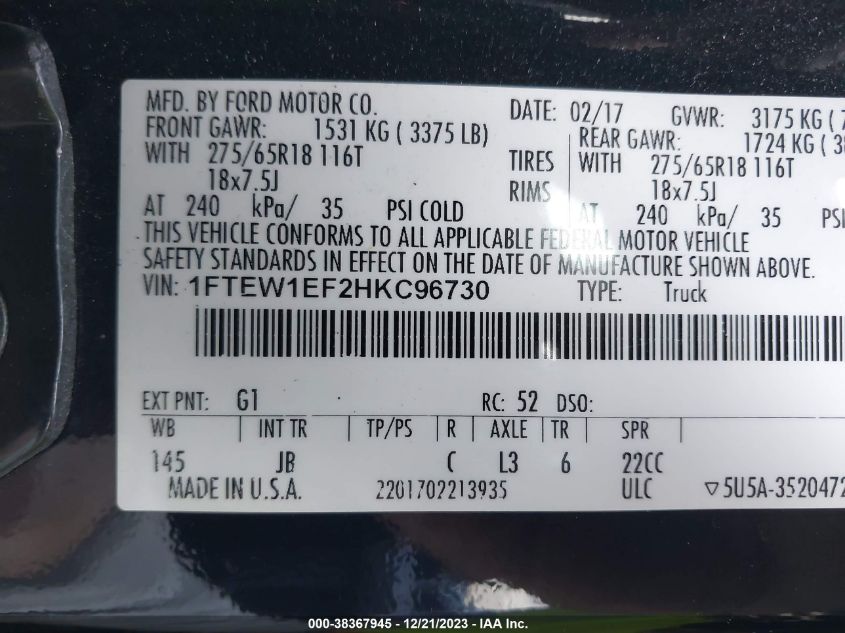 MFD. BY FORD MOTOR CO. DATE: 02/17 GVWR: 3175 KG ( 7
FRONT GAWR: 1531 KG ( 3375 LB) REAR GAWR: 1724 KG ( 38
WITH 275/65R18 116T TIRES WITH 275/65R18 116T
18x7.5J RIMS 18x7.5J
AT 240 kPa/ 35 PSI COLD AT 240 kPa/ 35 PSI
THIS VEHICLE CONFORMS TO ALL APPLICABLE FEDERAL MOTOR VEHICLE
SAFETY STANDARDS IN EFFECT ON THE DATE OF MANUFACTURE SHOWN ABOVE.
VIN: 1FTEW1EF2HKC96730 TYPE: Truck
EXT PNT: G1 RC: 52 DSO:
WB INT TR TP/PS R AXLE TR SPR
145 JB C L3 6 22CC
MADE IN U.S.A. 2201702213935 ULC ▽5U5A-3520472
000-38367945 - 12/21/2023 - IAA Inc.